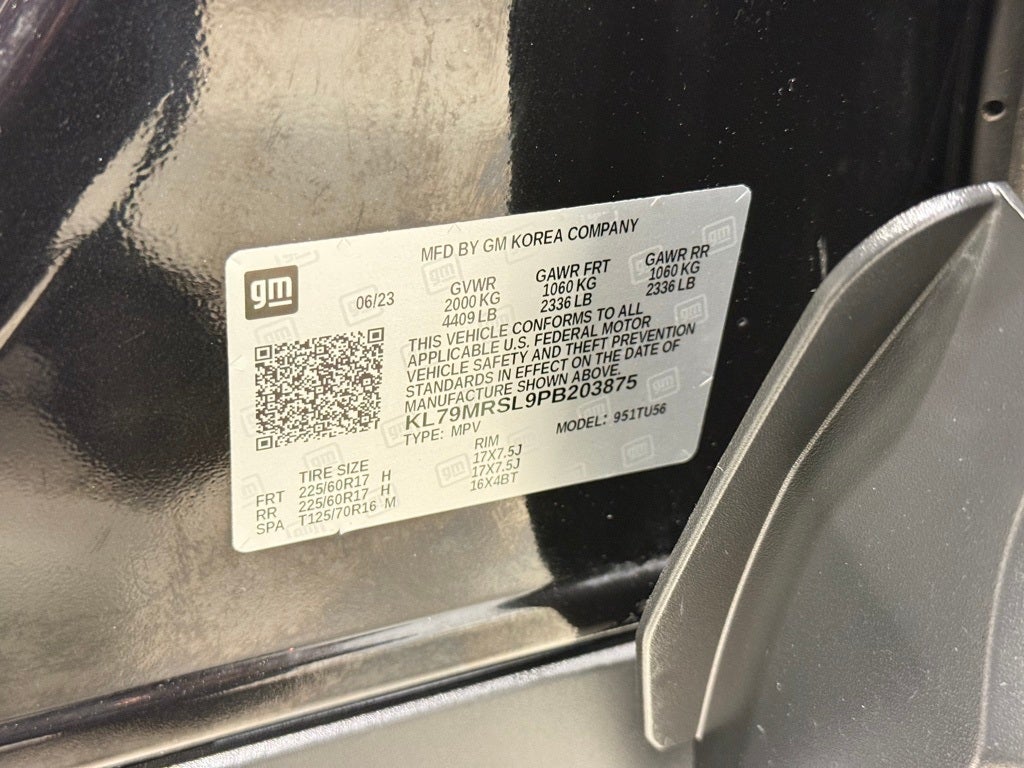 MFD BY GM KOREA COMPANY
gm
06/23
GVWR GAWR FRT GAWR RR
2000 KG 1060 KG 1060 KG
4409 LB 2336 LB 2336 LB
THIS VEHICLE CONFORMS TO ALL
APPLICABLE U.S. FEDERAL MOTOR
VEHICLE SAFETY AND THEFT PREVENTION
STANDARDS IN EFFECT ON THE DATE OF
MANUFACTURE SHOWN ABOVE.
KL79MRSL9PB203875
TYPE: MPV MODEL: 951TU56
TIRE SIZE RIM
FRT 225/60R17 H 17X7.5J
RR 225/60R17 H 17X7.5J
SPA T125/70R16 M 16X4BT